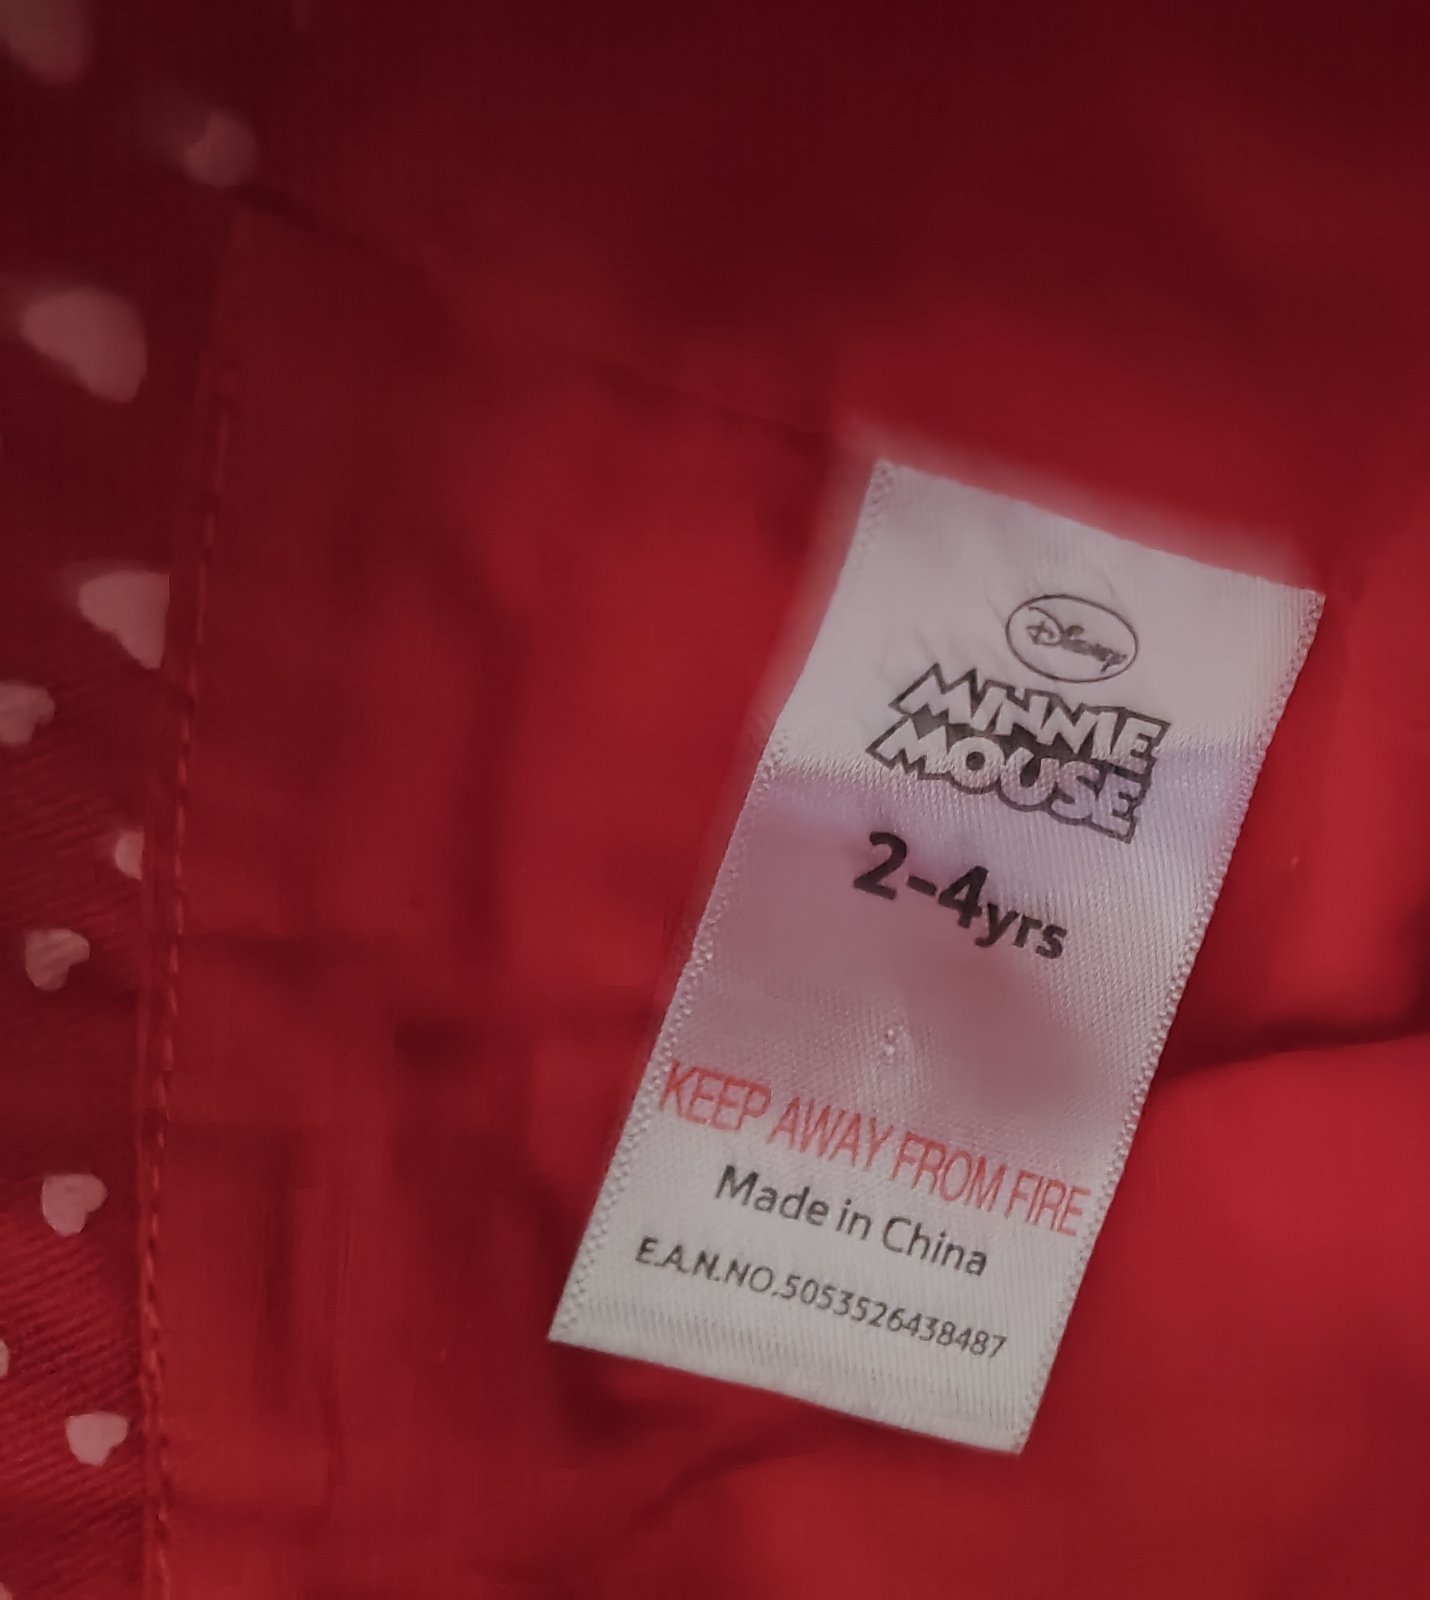 Disney
MINNIE
MOUSE
2-4yrs
KEEP AWAY FROM FIRE
Made in China
E.A.N.NO.5053526438487